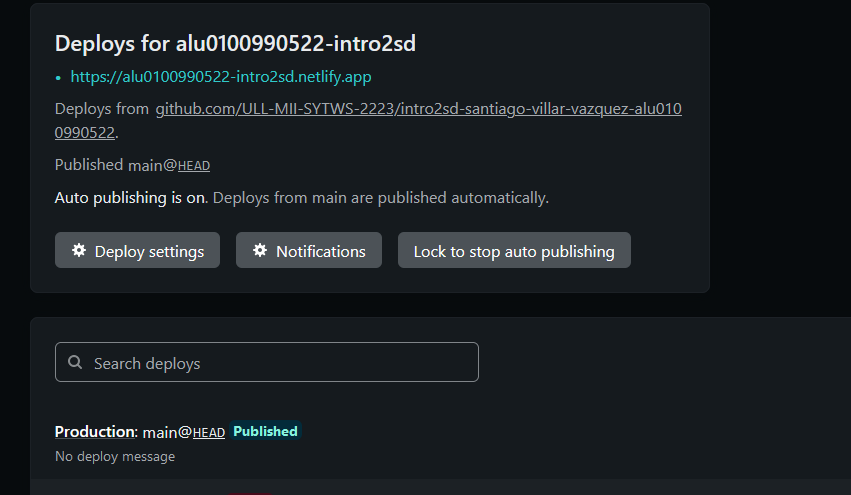 Deploys for alu0100990522-intro2sd
• https://alu0100990522-intro2sd.netlify.app
Deploys from github.com/ULL-MII-SYTWS-2223/intro2sd-santiago-villar-vazquez-alu010
0990522.
Published main@HEAD
Auto publishing is on. Deploys from main are published automatically.
Deploy settings Notifications Lock to stop auto publishing
Search deploys
Production: main@HEAD Published
No deploy message